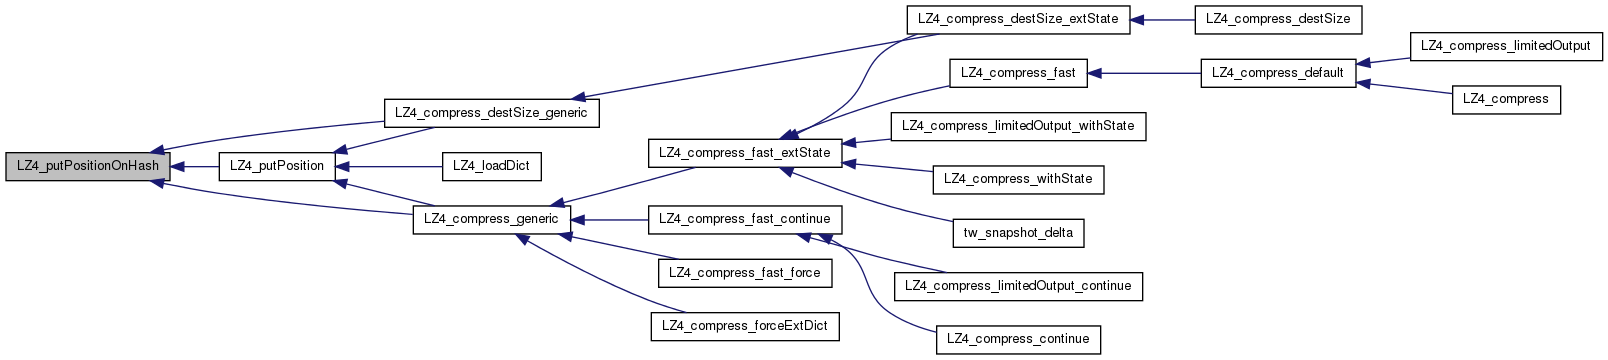 LZ4_compress_destSize_extState
LZ4_compress_destSize
LZ4_compress_limitedOutput
LZ4_compress_fast
LZ4_compress_default
LZ4_compress
LZ4_compress_destSize_generic
LZ4_compress_limitedOutput_withState
LZ4_compress_fast_extState
LZ4_putPositionOnHash
LZ4_putPosition
LZ4_loadDict
LZ4_compress_withState
LZ4_compress_generic
LZ4_compress_fast_continue
tw_snapshot_delta
LZ4_compress_fast_force
LZ4_compress_limitedOutput_continue
LZ4_compress_forceExtDict
LZ4_compress_continue